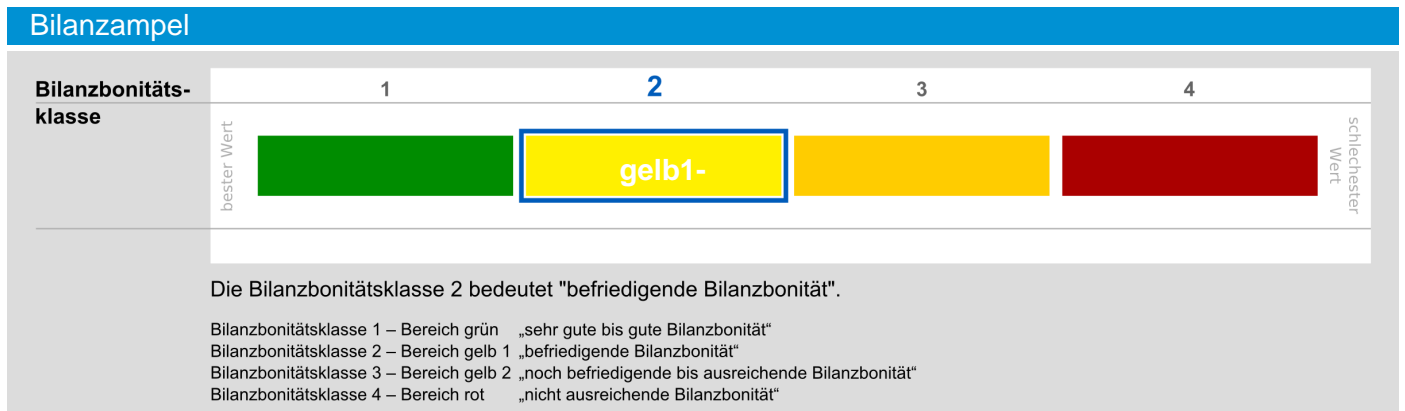 Bilanzampel
Bilanzbonitäts-
klasse
1 2 3 4
bester Wert
gelb1-
schlechester
Wert
Die Bilanzbonitätsklasse 2 bedeutet "befriedigende Bilanzbonität".
Bilanzbonitätsklasse 1 – Bereich grün „sehr gute bis gute Bilanzbonität“
Bilanzbonitätsklasse 2 – Bereich gelb 1 „befriedigende Bilanzbonität“
Bilanzbonitätsklasse 3 – Bereich gelb 2 „noch befriedigende bis ausreichende Bilanzbonität“
Bilanzbonitätsklasse 4 – Bereich rot „nicht ausreichende Bilanzbonität“